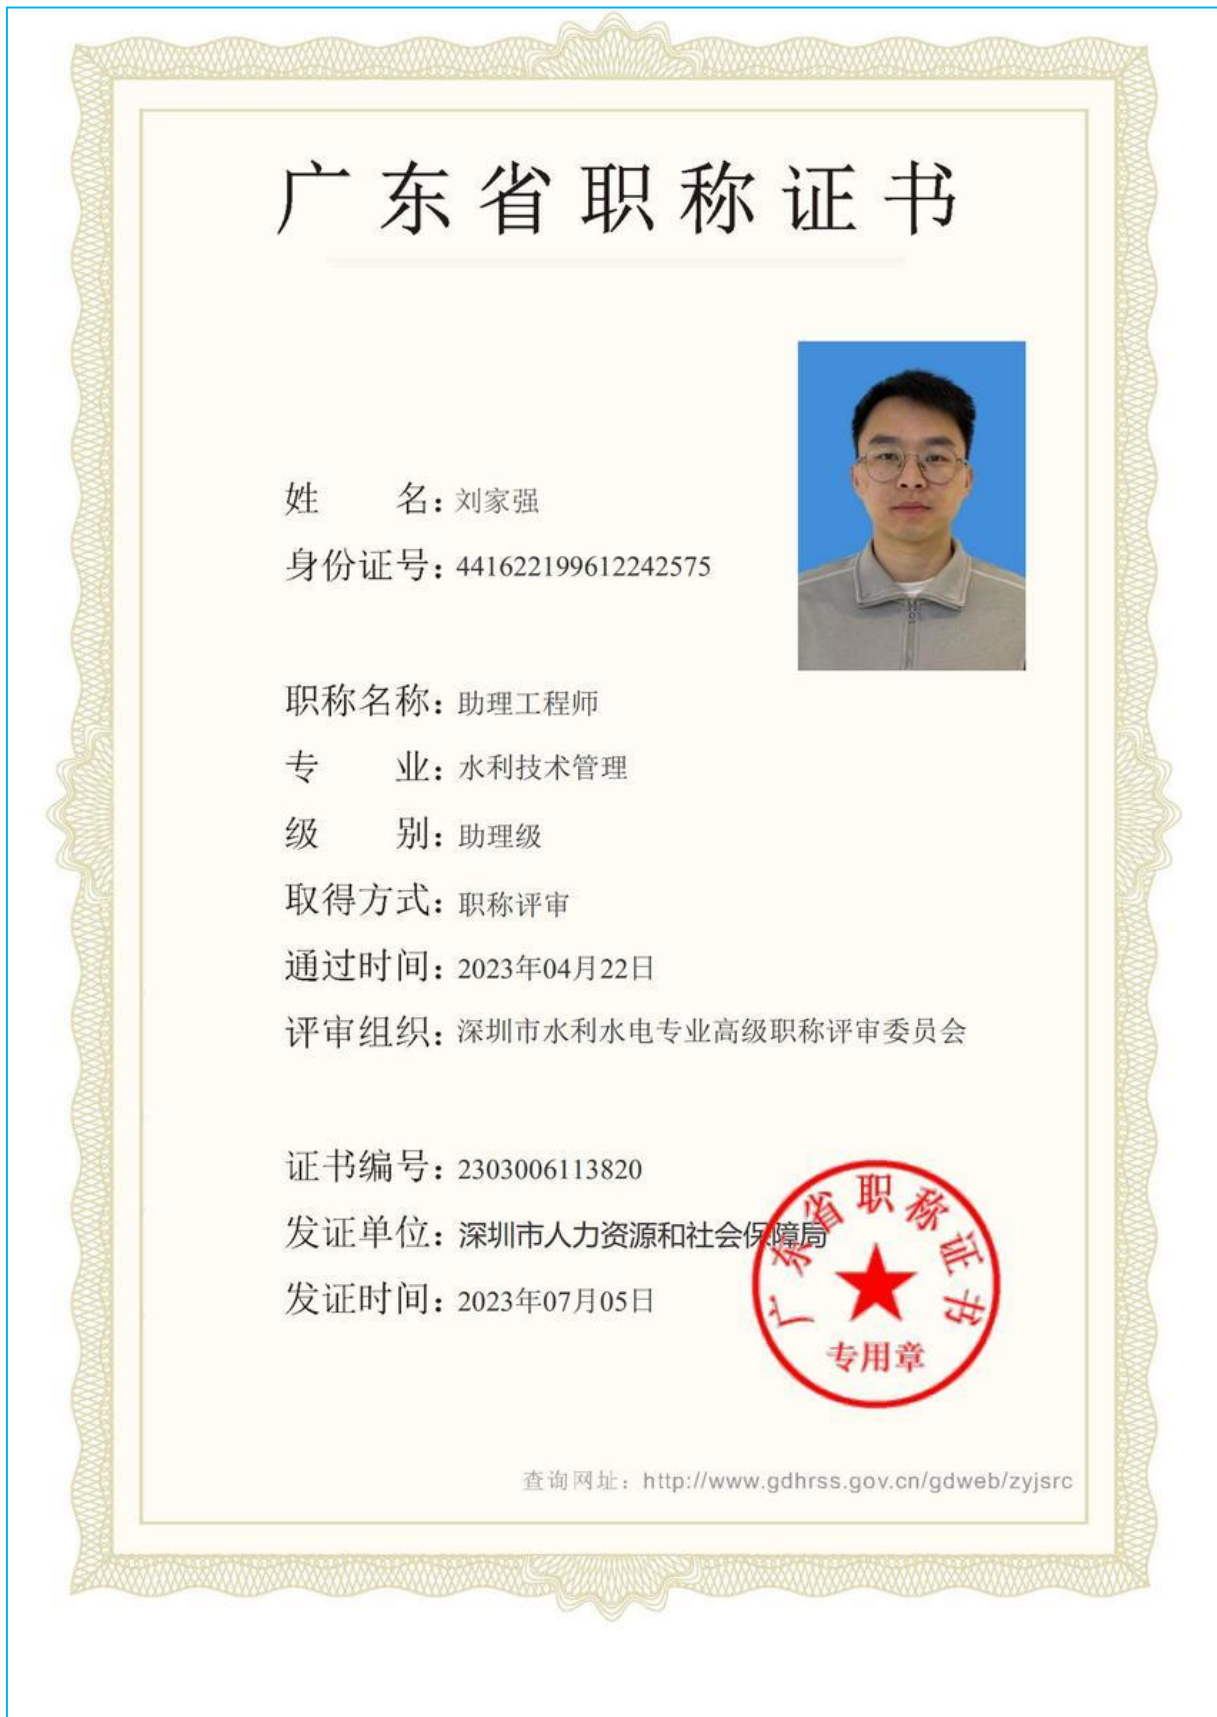 广东省职称证书
姓 名：刘家强
身份证号：441622199612242575
职称名称：助理工程师
专 业：水利技术管理
级 别：助理级
取得方式：职称评审
通过时间：2023年04月22日
评审组织：深圳市水利水电专业高级职称评审委员会
证书编号：2303006113820
发证单位：深圳市人力资源和社会保障局
发证时间：2023年07月05日
广东省职称证书
专用章
查询网址：http://www.gdhrss.gov.cn/gdweb/zyjsrc